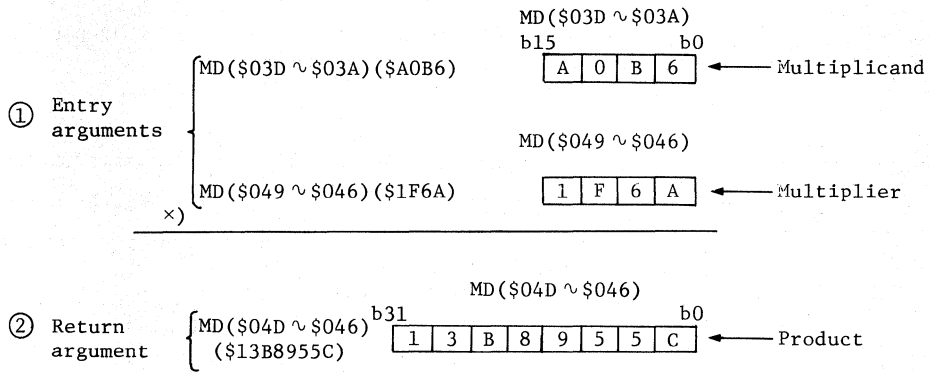 MD($03D ~ $03A)
b15 b0
MD($03D ~ $03A)($A0B6) A 0 B 6 Multiplicand
① Entry arguments
MD($049 ~ $046)
MD($049 ~ $046)($1F6A) 1 F 6 A Multiplier
×)
MD($04D ~ $046)
b31 b0
② Return argument MD($04D ~ $046) ($13B8955C) 1 3 B 8 9 5 5 C Product